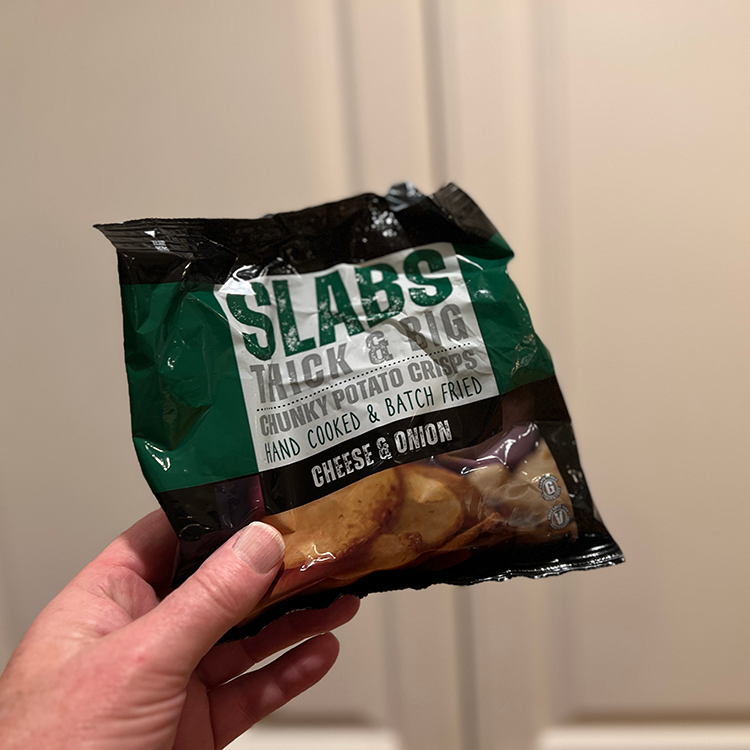 SLABS
THICK & BIG
CHUNKY POTATO CRISPS
HAND COOKED & BATCH FRIED
CHEESE & ONION
G
V